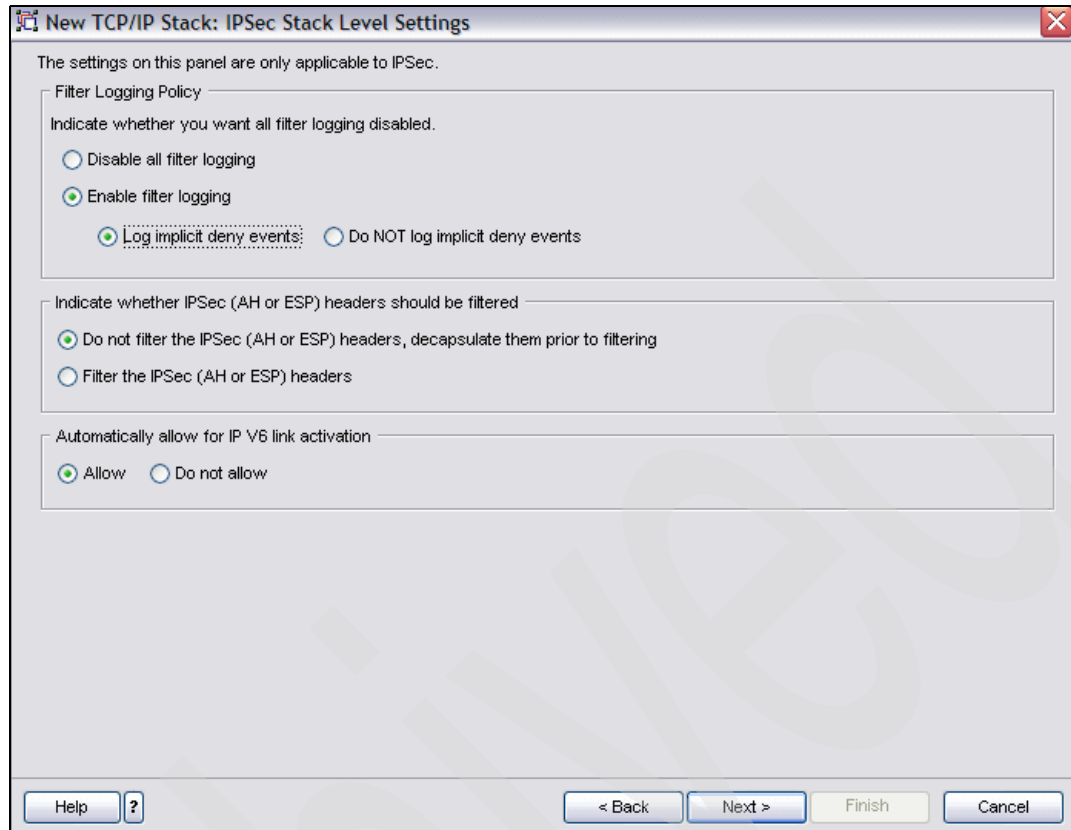 New TCP/IP Stack: IPSec Stack Level Settings
The settings on this panel are only applicable to IPSec.
Filter Logging Policy
Indicate whether you want all filter logging disabled.
Disable all filter logging
Enable filter logging
Log implicit deny events Do NOT log implicit deny events
Indicate whether IPSec (AH or ESP) headers should be filtered
Do not filter the IPSec (AH or ESP) headers, decapsulate them prior to filtering
Filter the IPSec (AH or ESP) headers
Automatically allow for IP V6 link activation
Allow Do not allow
Help ? < Back Next > Finish Cancel